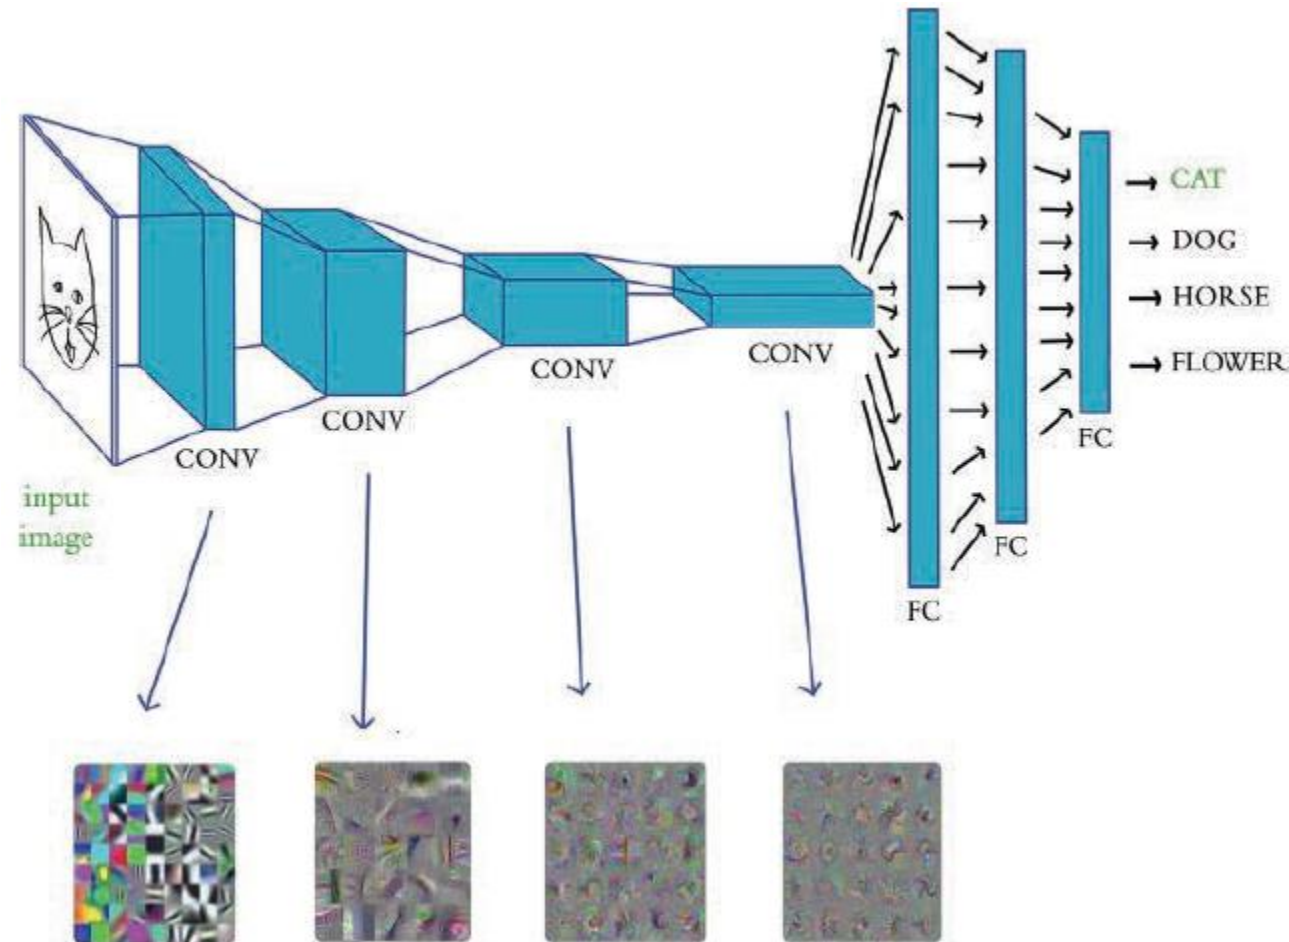 CAT
DOG
HORSE
FLOWER
CONV
CONV
CONV
CONV
FC
FC
FC
input
image